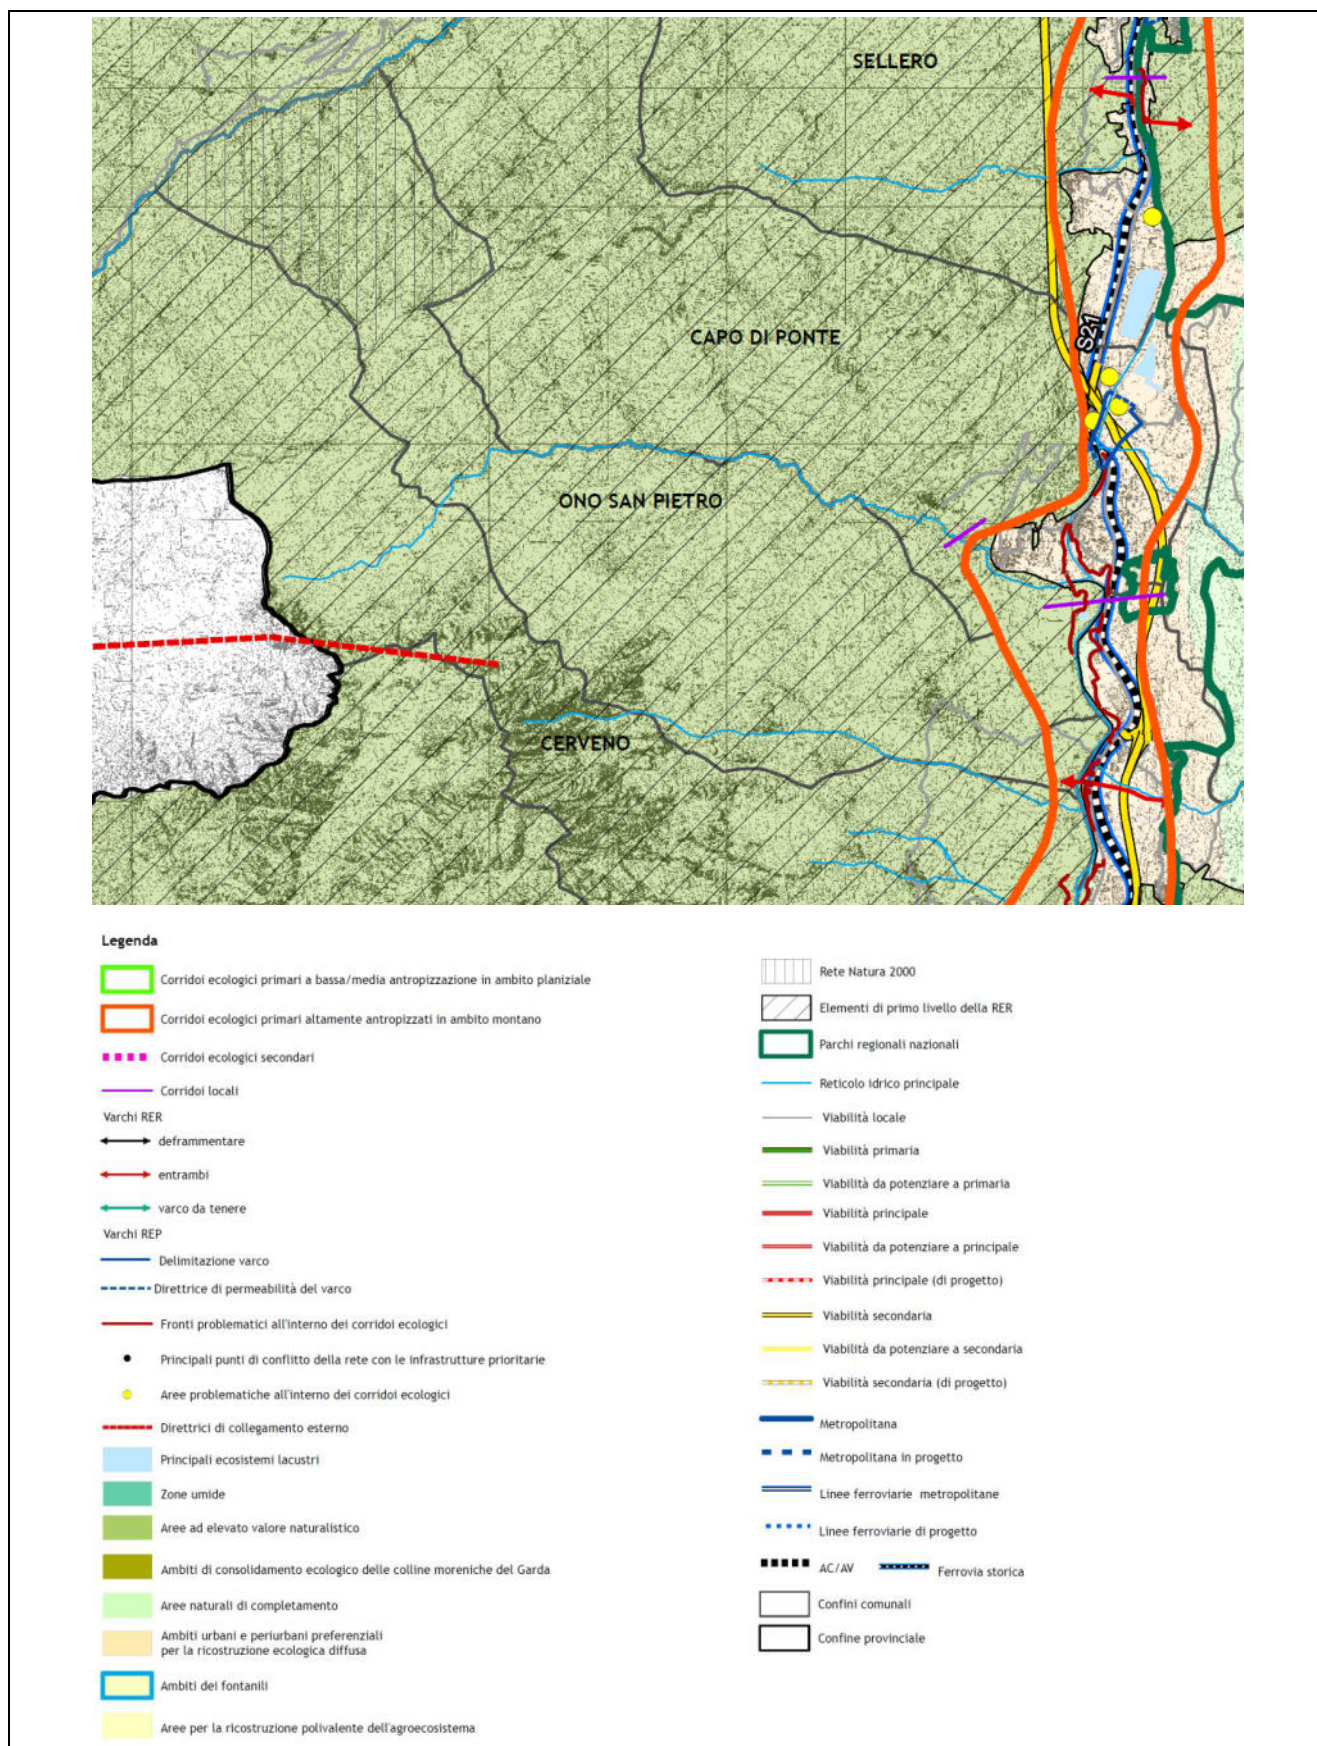 SELLERO
S21
CAPO DI PONTE
ONO SAN PIETRO
CERVENO
Legenda
Corridoi ecologici primari a bassa/media antropizzazione in ambito planiziale
Corridoi ecologici primari altamente antropizzati in ambito montano
Corridoi ecologici secondari
Corridoi locali
Varchi RER
deframmentare
entrambi
varco da tenere
Varchi REP
Delimitazione varco
Direttrice di permeabilità del varco
Fronti problematici all'interno dei corridoi ecologici
Principali punti di conflitto della rete con le infrastrutture prioritarie
Aree problematiche all'interno dei corridoi ecologici
Direttrici di collegamento esterno
Principali ecosistemi lacustri
Zone umide
Aree ad elevato valore naturalistico
Ambiti di consolidamento ecologico delle colline moreniche del Garda
Aree naturali di completamento
Ambiti urbani e periurbani preferenziali
per la ricostruzione ecologica diffusa
Ambiti dei fontanili
Aree per la ricostruzione polivalente dell'agroecosistema
Rete Natura 2000
Elementi di primo livello della RER
Parchi regionali nazionali
Reticolo idrico principale
Viabilità locale
Viabilità primaria
Viabilità da potenziare a primaria
Viabilità principale
Viabilità da potenziare a principale
Viabilità principale (di progetto)
Viabilità secondaria
Viabilità da potenziare a secondaria
Viabilità secondaria (di progetto)
Metropolitana
Metropolitana in progetto
Linee ferroviarie metropolitane
Linee ferroviarie di progetto
AC/AV
Ferrovia storica
Confini comunali
Confine provinciale